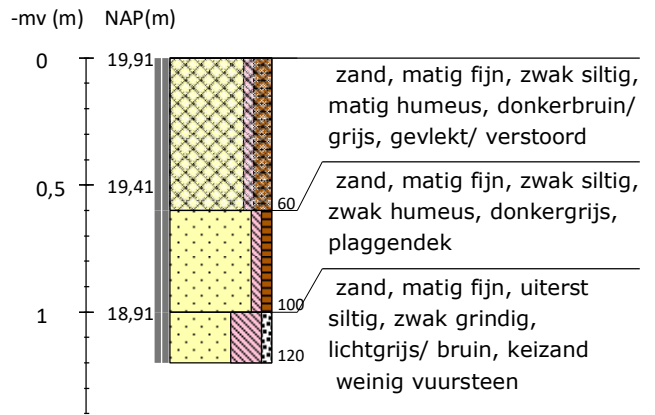 -mv (m) NAP(m)
0 19,91
zand, matig fijn, zwak siltig,
matig humeus, donkerbruin/
grijs, gevlekt/ verstoord
0,5 19,41
60
zand, matig fijn, zwak siltig,
zwak humeus, donkergrijs,
plaggendek
1 18,91
100
zand, matig fijn, uiterst
siltig, zwak grindig,
lichtgrijs/ bruin, keizand
weinig vuursteen
120